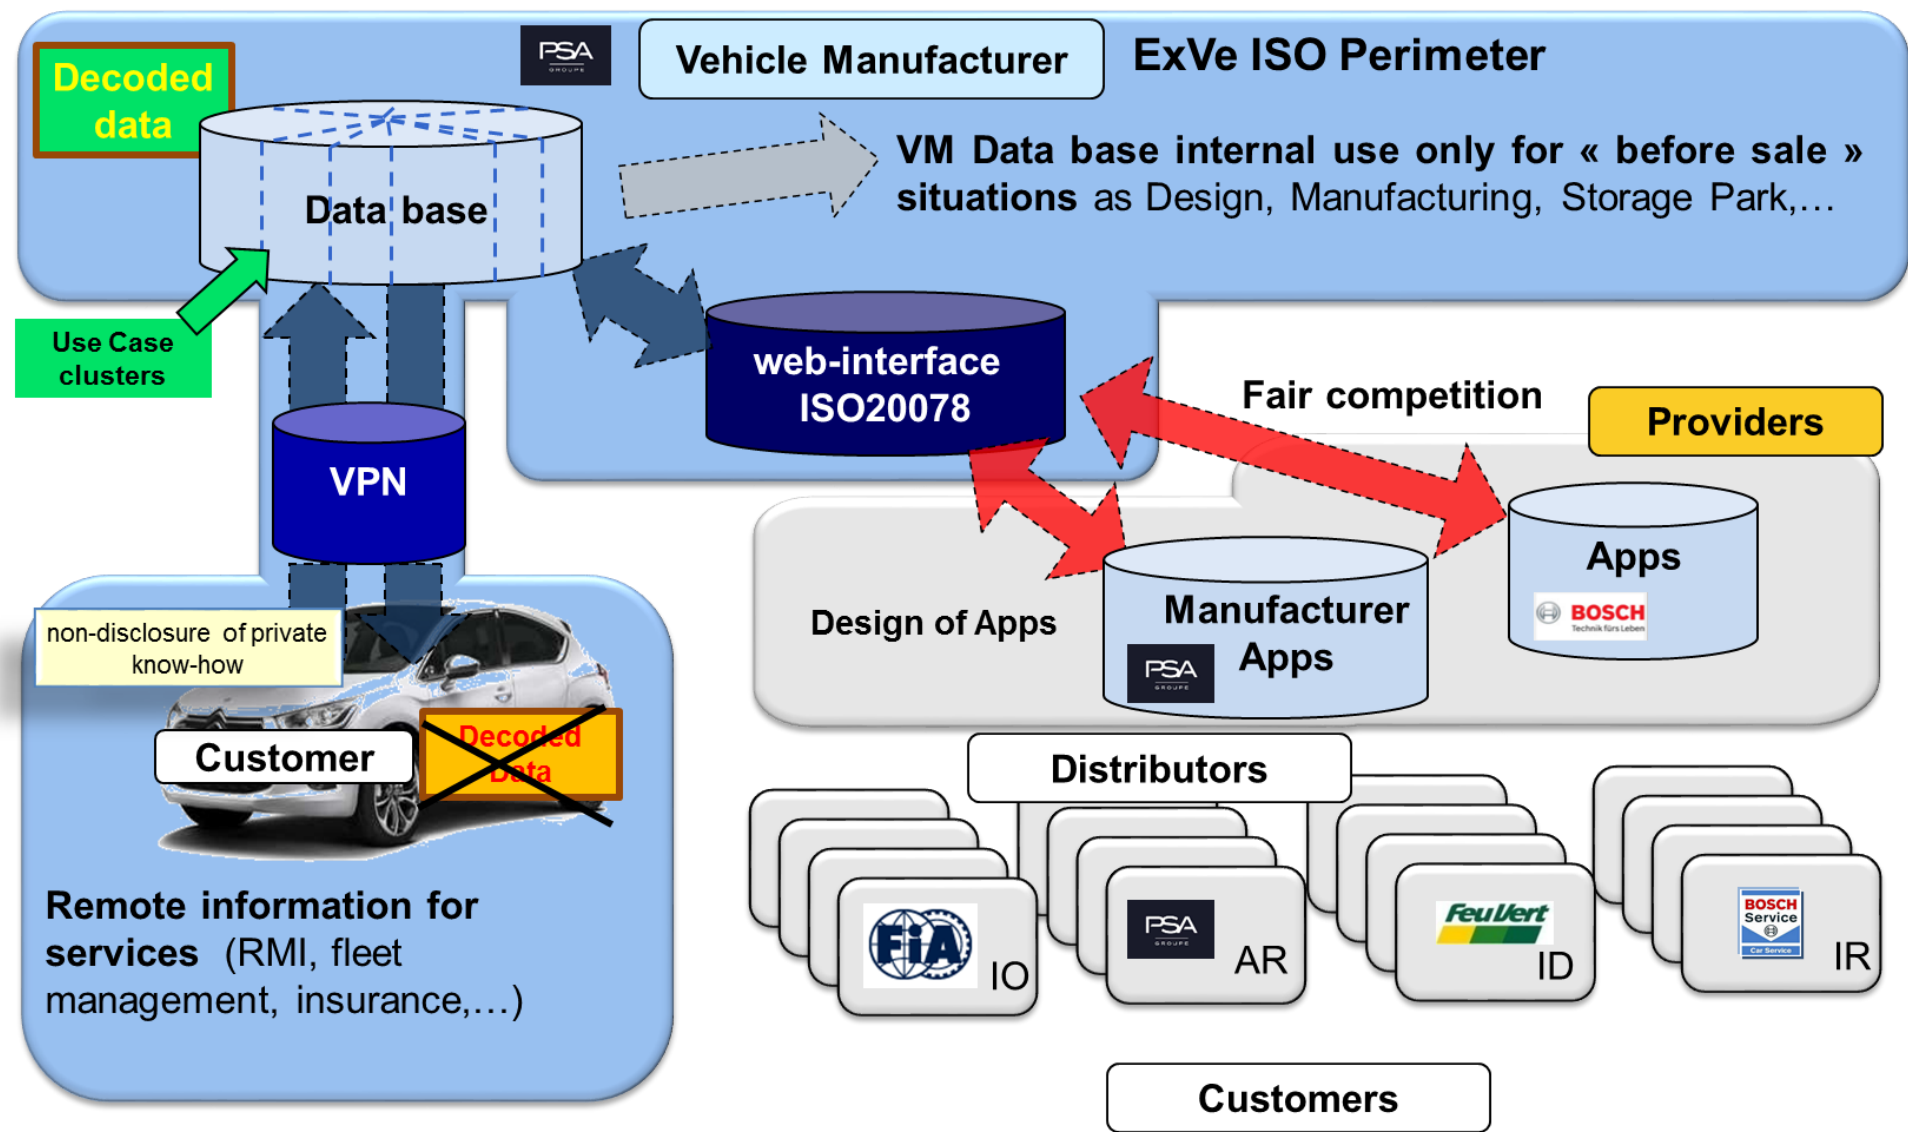 PSA
GROUPE
Vehicle Manufacturer
ExVe ISO Perimeter
Decoded
data
VM Data base internal use only for « before sale »
situations as Design, Manufacturing, Storage Park,...
Data base
Use Case
clusters
web-interface
ISO20078
Fair competition
Providers
VPN
Apps
BOSCH
Technik fürs Leben
Design of Apps
Manufacturer
Apps
PSA
GROUPE
non-disclosure of private
know-how
Customer
Decoded
Data
Remote information for
services (RMI, fleet
management, insurance,...)
Distributors
FiA
IO
PSA
GROUPE
AR
Feu Vert
ID
BOSCH
Service
Car Service
IR
Customers